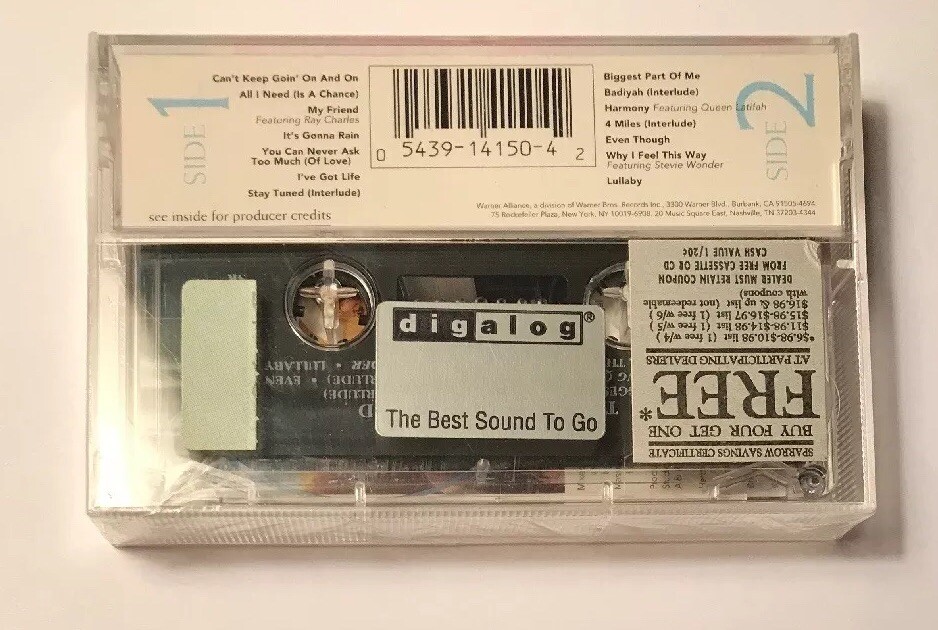 SIDE 1
Can't Keep Goin' On And On
All I Need (Is A Chance)
My Friend
Featuring Ray Charles
It's Gonna Rain
You Can Never Ask
Too Much (Of Love)
I've Got Life
Stay Tuned (Interlude)
see inside for producer credits
0 5439-14150-4 2
Biggest Part Of Me
Badiyah (Interlude)
Harmony Featuring Queen Latifah
4 Miles (Interlude)
Even Though
Why I Feel This Way
Featuring Stevie Wonder
Lullaby
SIDE 2
Warner Alliance, a division of Warner Bros. Records Inc., 3300 Warner Blvd., Burbank, CA 91505-4694
75 Rockefeller Plaza, New York, NY 10019-6908. 20 Music Square East, Nashville, TN 37203-4344
digalog®
The Best Sound To Go
LULLABY
EVEN
SPARROW SAVINGS CERTIFICATE
BUY FOUR GET ONE
FREE*
AT PARTICIPATING DEALERS
*$6.98-$10.98 list (1 free w/4)
$11.98-$14.98 list (1 free w/5)
$15.98-$16.97 list (1 free w/6)
$16.98 & up list (not redeemable
with coupons)
DEALER MUST RETAIN COUPON
FROM FREE CASSETTE OR CD
CASH VALUE 1/20¢